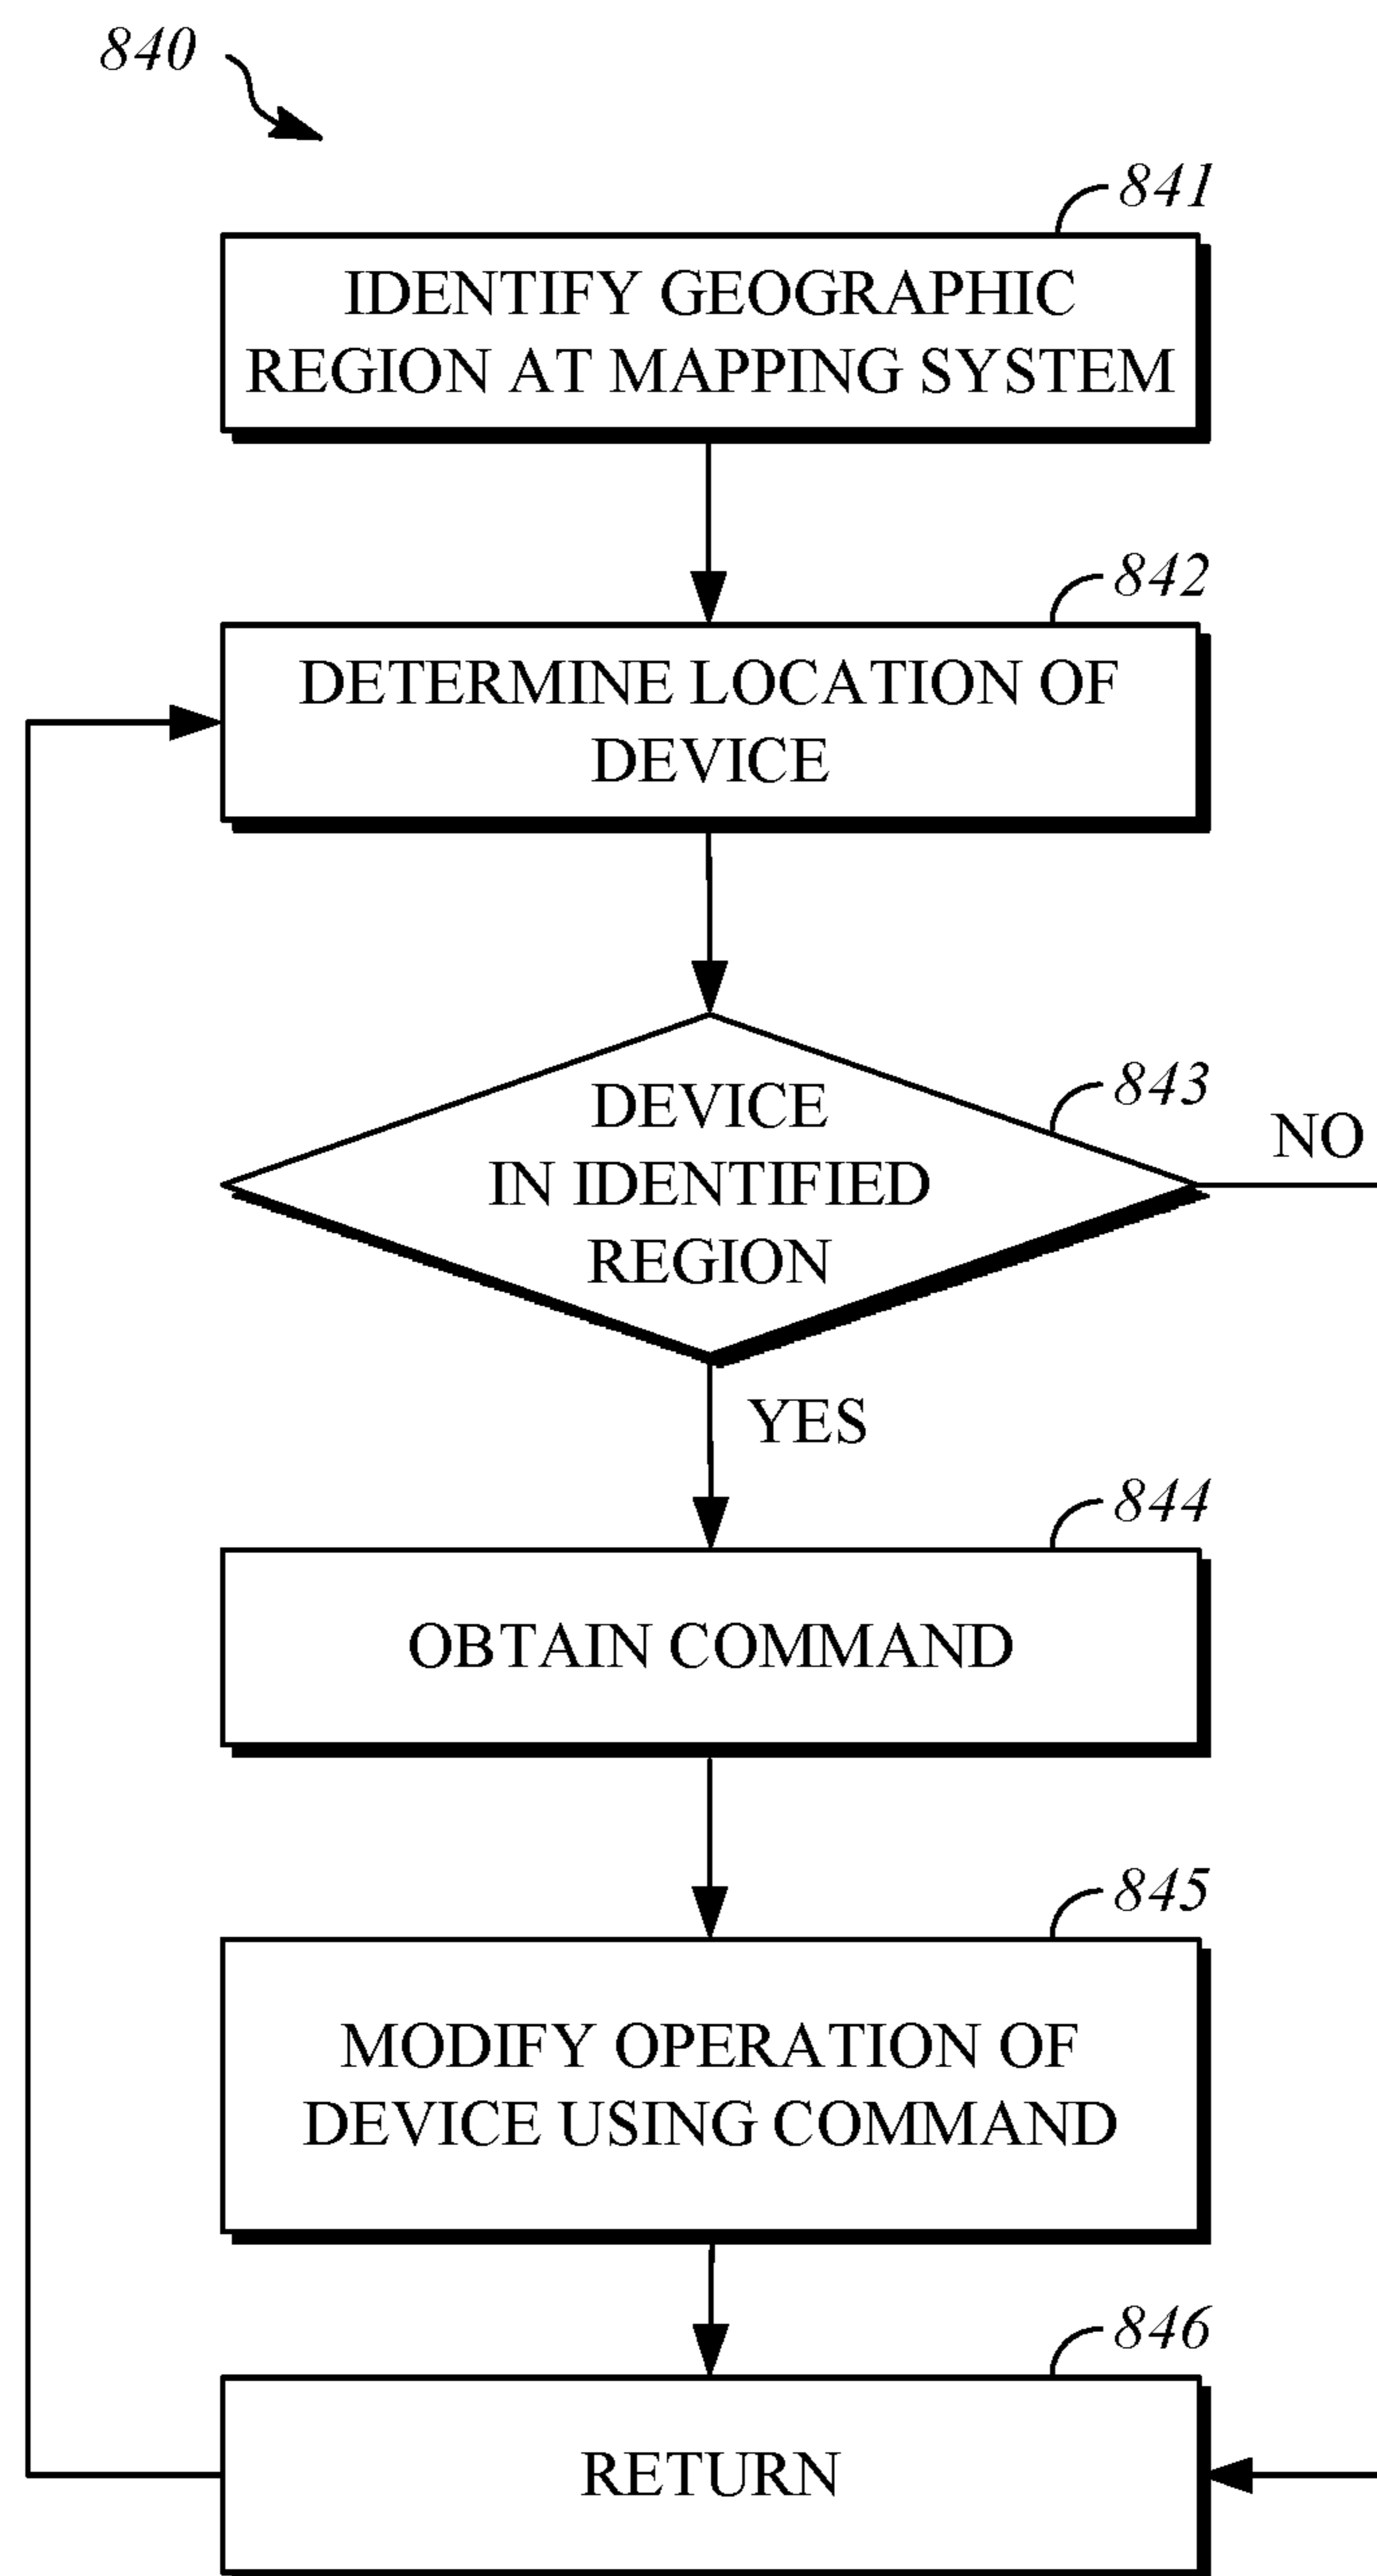 840
841
IDENTIFY GEOGRAPHIC
REGION AT MAPPING SYSTEM
842
DETERMINE LOCATION OF
DEVICE
843
DEVICE
IN IDENTIFIED
REGION
NO
YES
844
OBTAIN COMMAND
845
MODIFY OPERATION OF
DEVICE USING COMMAND
846
RETURN